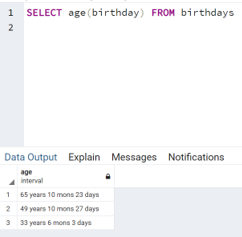 1 SELECT age(birthday) FROM birthdays
2
Data Output Explain Messages Notifications
age
interval
1 65 years 10 mons 23 days
2 49 years 10 mons 27 days
3 33 years 6 mons 3 days